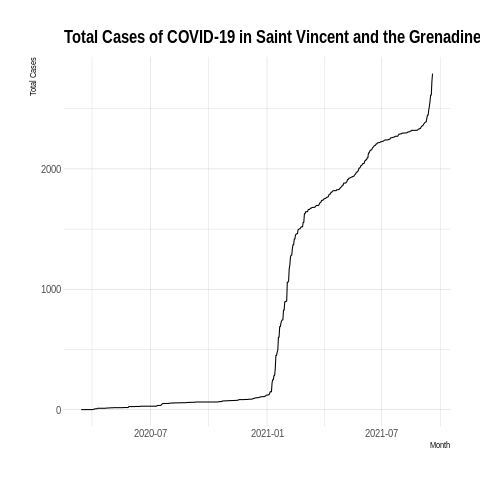 Total Cases of COVID-19 in Saint Vincent and the Grenadine
Total Cases
2000
1000
0
2020-07
2021-01
2021-07
Month